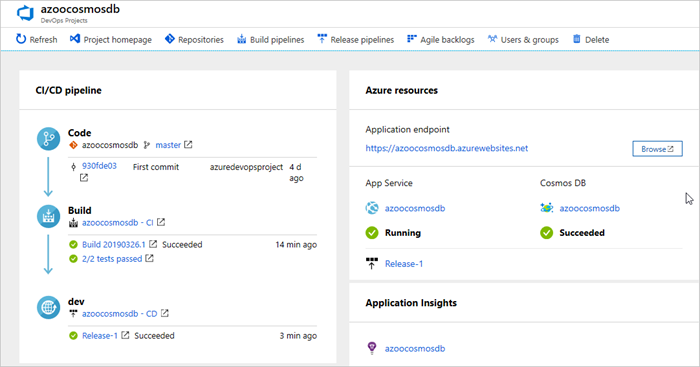 azoocosmosdb
DevOps Projects
Refresh Project homepage Repositories Build pipelines Release pipelines Agile backlogs Users & groups Delete
CI/CD pipeline
Code
azoocosmosdb master
930fde03 First commit azuredevopsproject 4 d
ago
Build
azoocosmosdb - CI
Build 20190326.1 Succeeded 14 min ago
2/2 tests passed
dev
azoocosmosdb - CD
Release-1 Succeeded 3 min ago
Azure resources
Application endpoint
https://azoocosmosdb.azurewebsites.net Browse
App Service Cosmos DB
azoocosmosdb azoocosmosdb
Running Succeeded
Release-1
Application Insights
azoocosmosdb